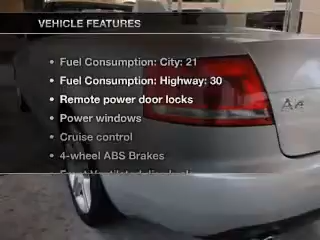 VEHICLE FEATURES
• Fuel Consumption: City: 21
• Fuel Consumption: Highway: 30
• Remote power door locks
• Power windows
• Cruise control
• 4-wheel ABS Brakes
A4